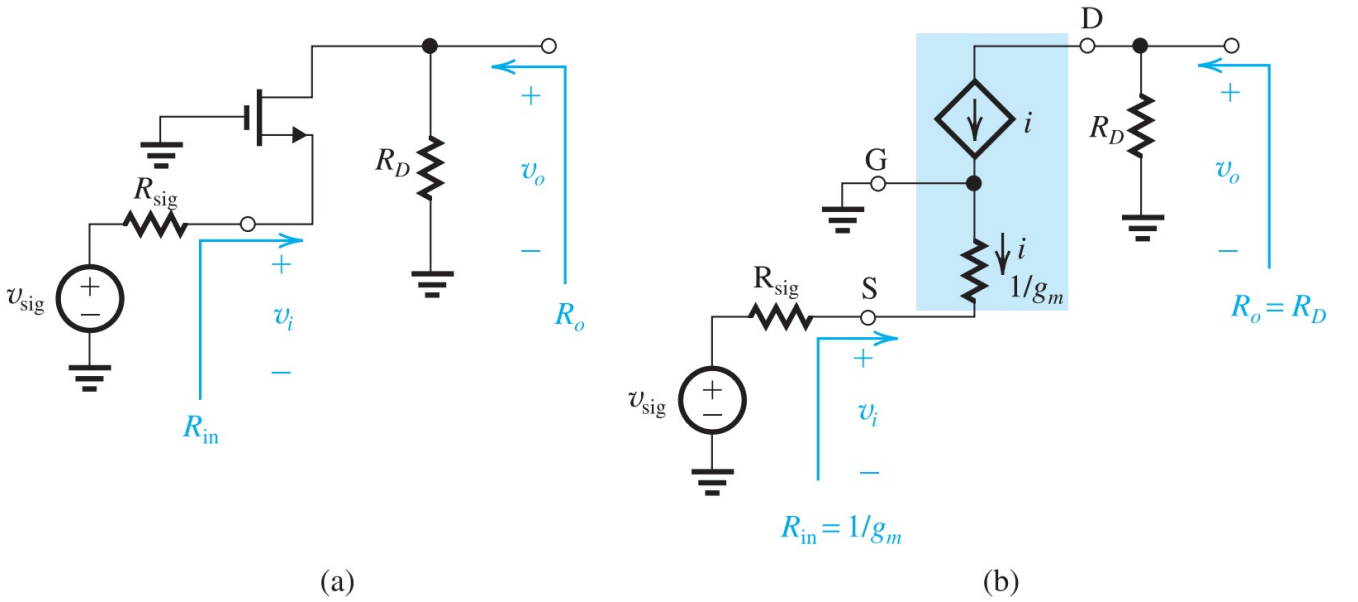 R_D
+
v_o
−
R_o
R_sig
v_sig
+
−
+
v_i
−
R_in
(a)
D
i
G
R_D
+
v_o
−
R_o = R_D
i
1/g_m
R_sig
S
v_sig
+
−
+
v_i
−
R_in = 1/g_m
(b)